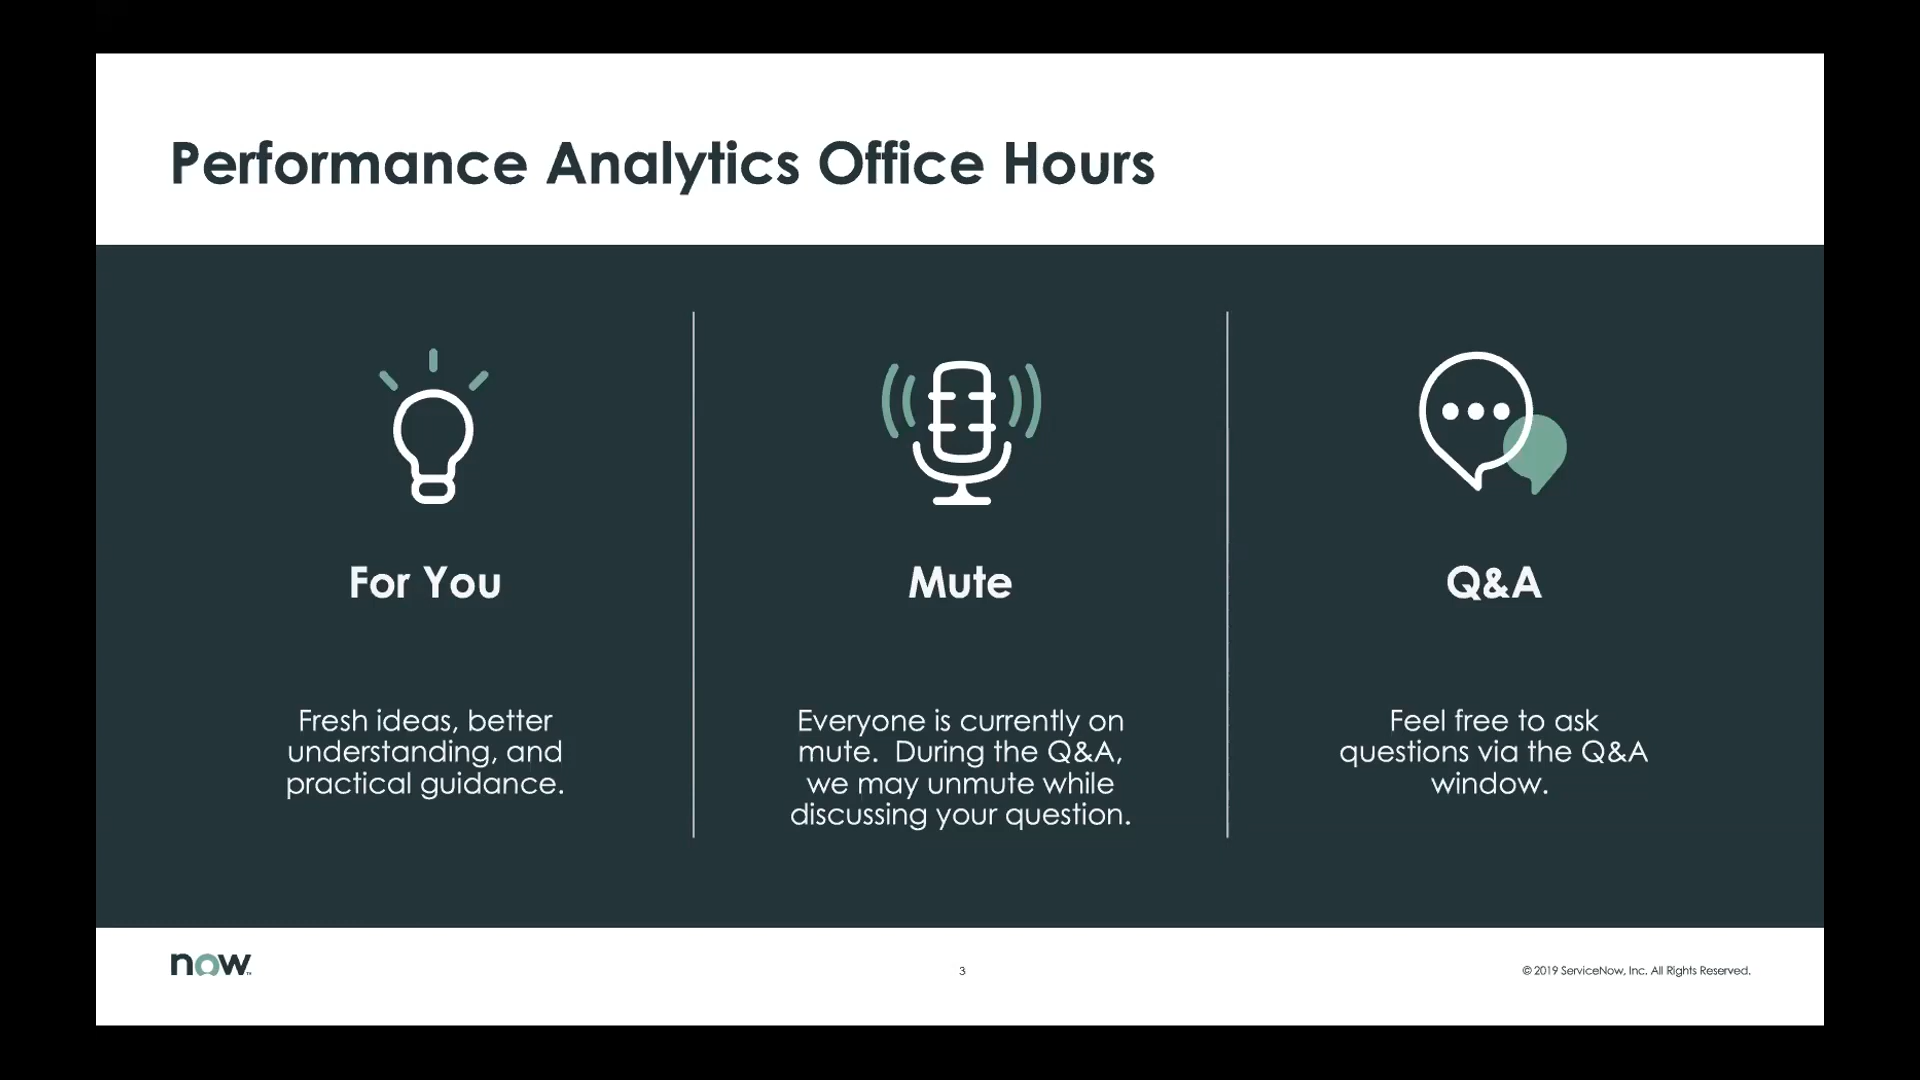 Performance Analytics Office Hours
For You
Fresh ideas, better
understanding, and
practical guidance.
Mute
Everyone is currently on
mute.  During the Q&A,
we may unmute while
discussing your question.
Q&A
Feel free to ask
questions via the Q&A
window.
now™
3
© 2019 ServiceNow, Inc. All Rights Reserved.